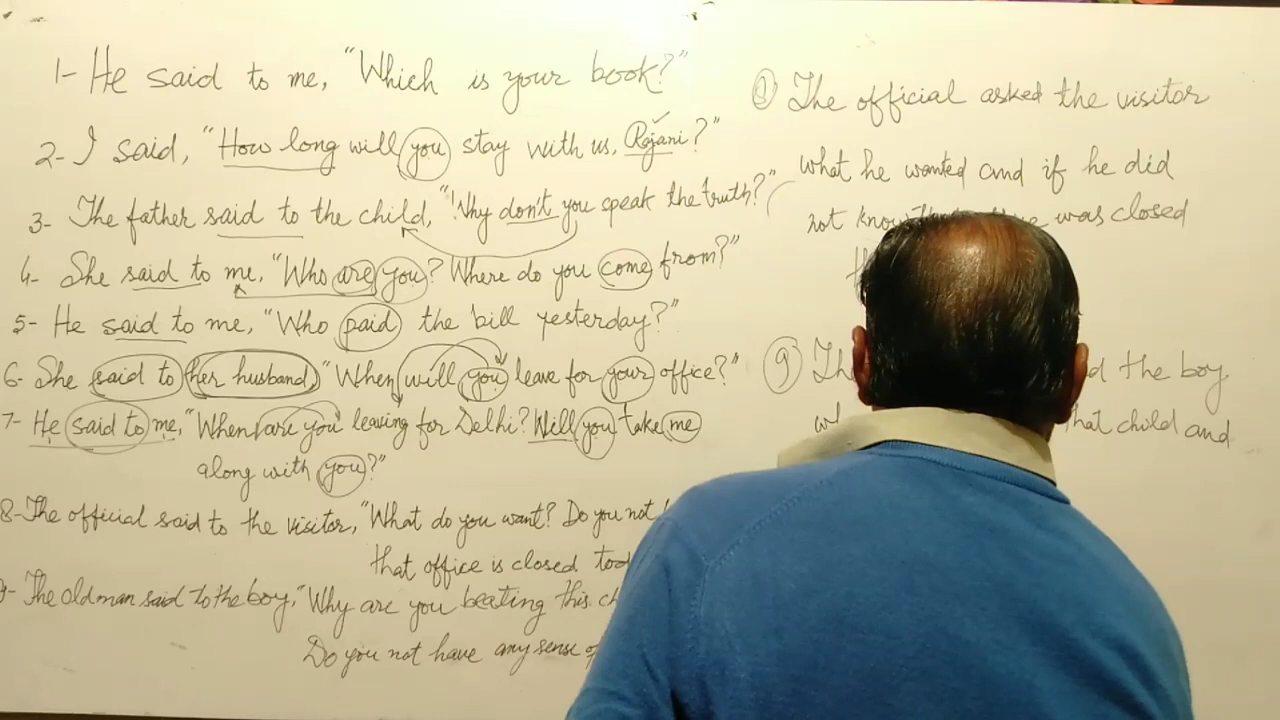 1- He said to me, "Which is your book?"
2- I said, "How long will you stay with us, Rajani?"
3- The father said to the child, "Why don't you speak the truth?"
4- She said to me, "Who are you? Where do you come from?"
5- He said to me, "Who paid the bill yesterday?"
6- She said to her husband, "When will you leave for your office?"
7- He said to me, "When are you leaving for Delhi? Will you take me
along with you?"
8- The official said to the visitor, "What do you want? Do you not
that office is closed
The old man said to the boy, "Why are you beating this
Do you not have any sense
8 The official asked the visitor
what he wanted and if he did
not know was closed
9 The the boy
that child and